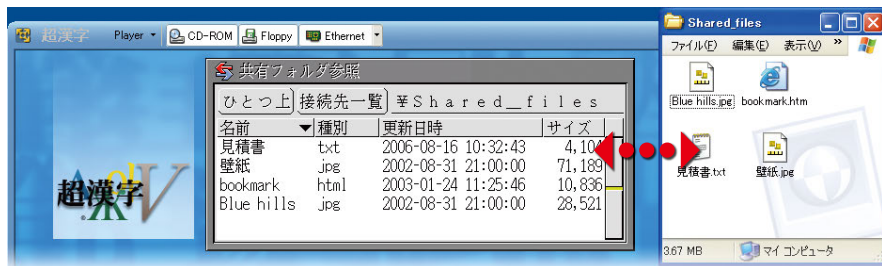 超漢字 Player CD-ROM Floppy Ethernet
共有フォルダ参照
ひとつ上 接続先一覧 ¥Shared_files
名前 種別 更新日時 サイズ
見積書 txt 2006-08-16 10:32:43 4,104
壁紙 jpg 2002-08-31 21:00:00 71,189
bookmark html 2003-01-24 11:25:46 10,836
Blue hills jpg 2002-08-31 21:00:00 28,521
超漢字V
Shared_files
ファイル(F) 編集(E) 表示(V) »
Blue hills.jpg bookmark.htm
見積書.txt 壁紙.jpg
3.67 MB マイ コンピュータ